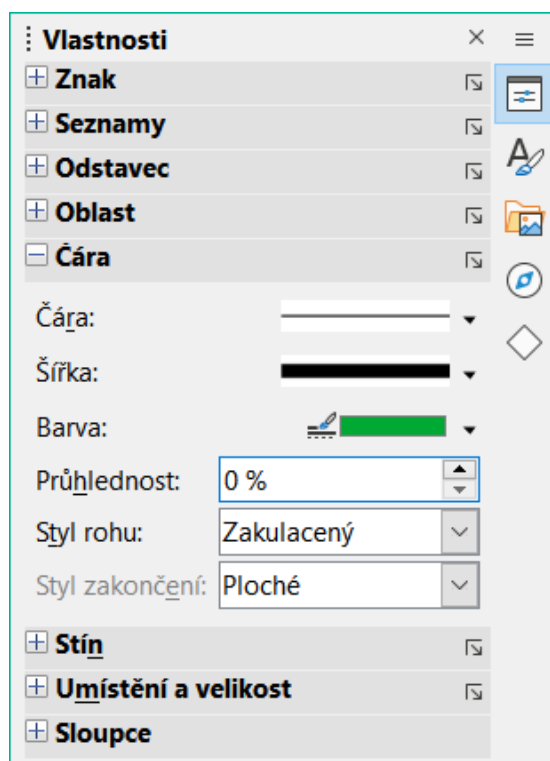 Vlastnosti
Znak
Seznamy
Odstavec
Oblast
Čára
Čára:
Šířka:
Barva:
Průhlednost: 0 %
Styl rohu: Zakulacený
Styl zakončení: Ploché
Stín
Umístění a velikost
Sloupce